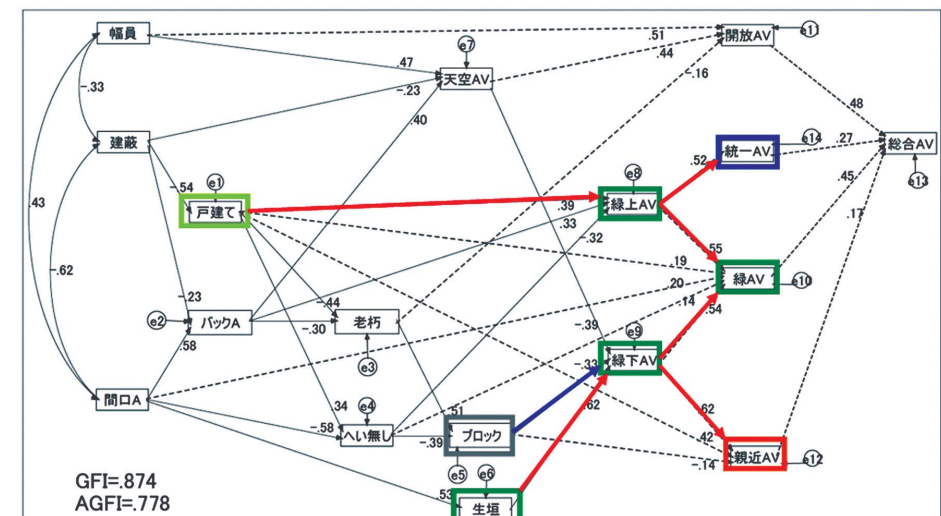 幅員
開放AV
e11
.51
e7
.44
.47
天空AV
-.16
-.33
-.23
.48
.40
建蔽
統一AV
e14
.27
総合AV
.52
e1
e8
-.54
.45
e13
.43
戸建て
.39
緑上AV
.33
.17
-.32
.55
-.62
.19
緑AV
e10
.20
-.23
-.44
.14
.54
e2
バックA
-.30
老朽
-.39
e9
.58
e3
.33
緑下AV
間口A
.34
e4
.51
.62
.62
-.58
へい無し
-.39
ブロック
.42
親近AV
e12
-.14
e5
e6
GFI=.874
.53
生垣
AGFI=.778